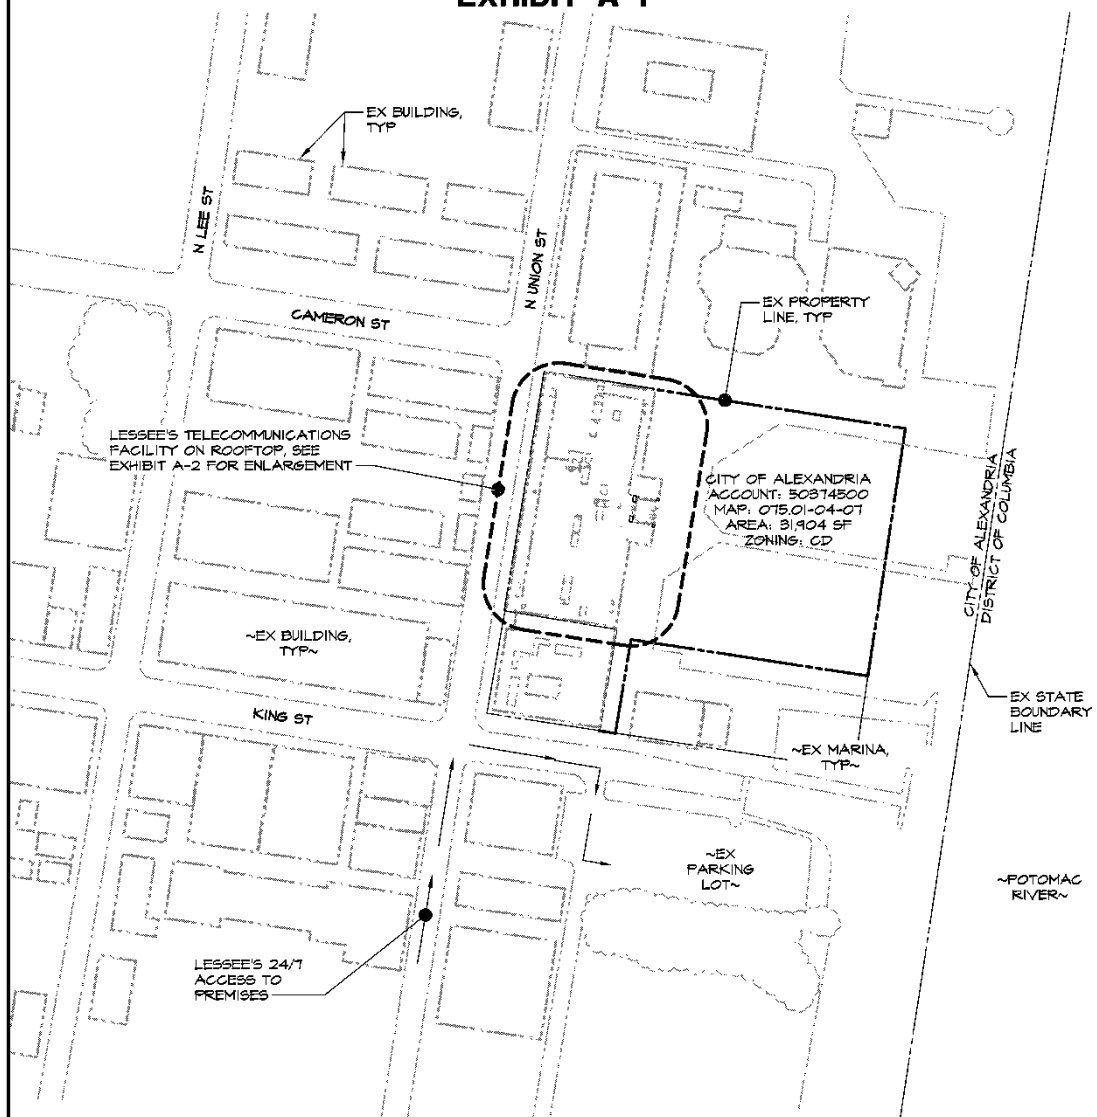 EXHIBIT "A-1"
EX BUILDING,
TYP
N LEE ST
N UNION ST
CAMERON ST
EX PROPERTY
LINE, TYP
LESSEE'S TELECOMMUNICATIONS
FACILITY ON ROOFTOP, SEE
EXHIBIT A-2 FOR ENLARGEMENT
CITY OF ALEXANDRIA
ACCOUNT: 50374500
MAP: 075.01-04-07
AREA: 31,904 SF
ZONING: CD
CITY OF ALEXANDRIA
DISTRICT OF COLUMBIA
~EX BUILDING,
TYP~
KING ST
EX STATE
BOUNDARY
LINE
~EX MARINA,
TYP~
~EX
PARKING
LOT~
~POTOMAC
RIVER~
LESSEE'S 24/7
ACCESS TO
PREMISES